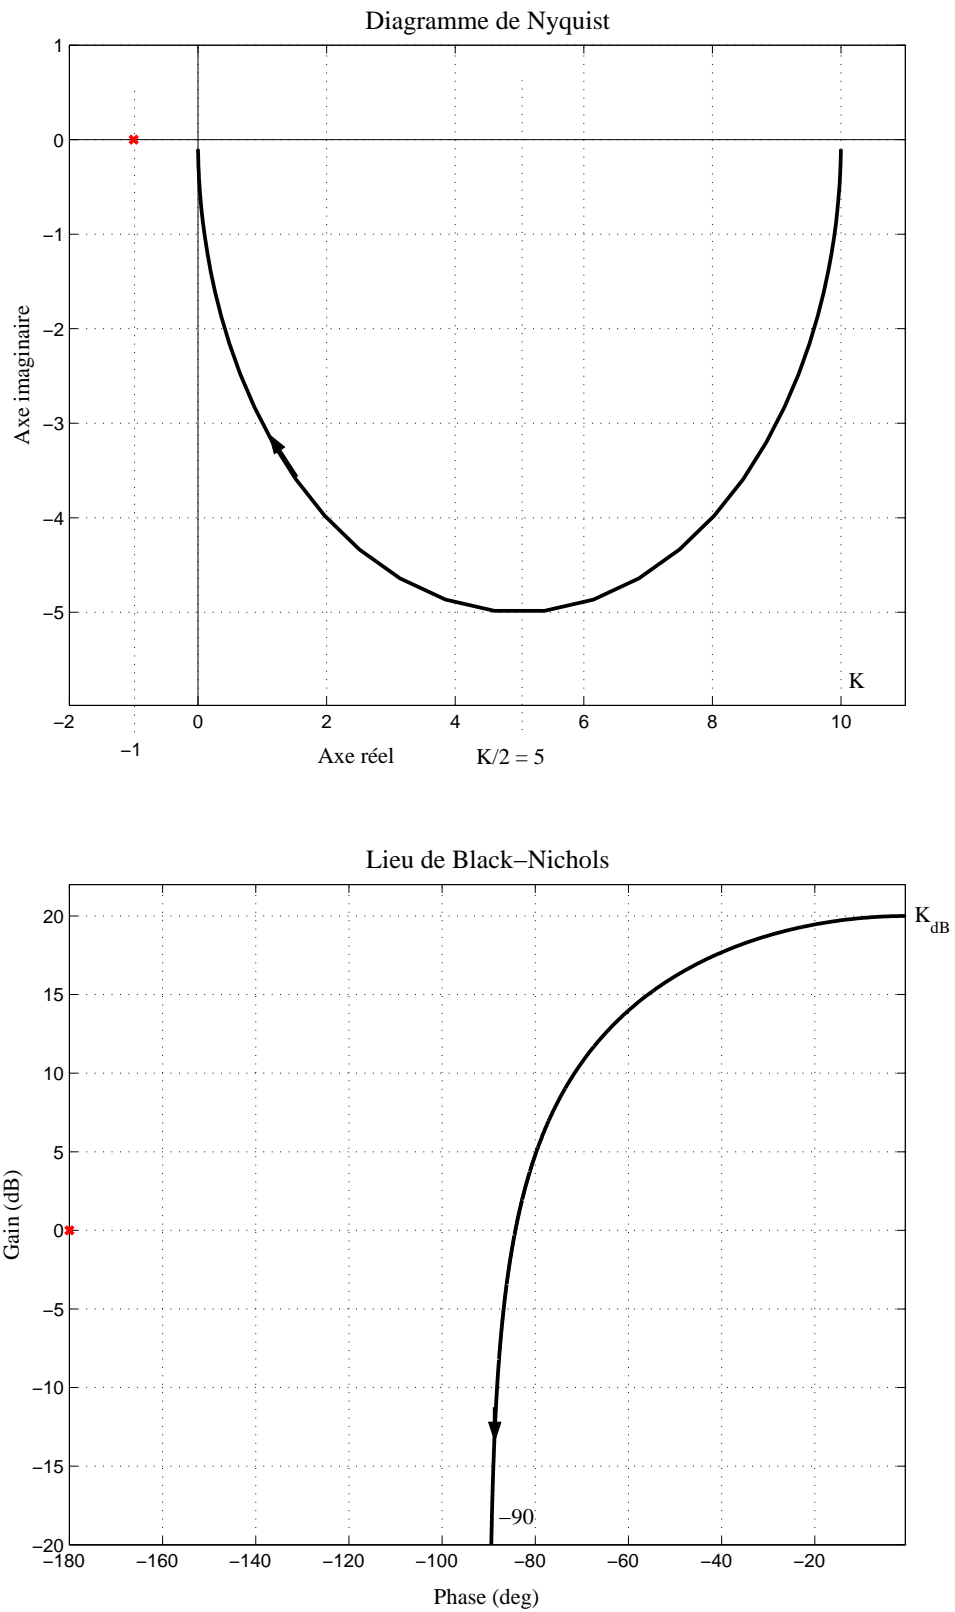 Diagramme de Nyquist
1
0
−1
−2
−3
−4
−5
Axe imaginaire
K
−2 0 2 4 6 8 10
−1
Axe réel
K/2 = 5
Lieu de Black−Nichols
20
15
10
5
0
−5
−10
−15
−20
K dB
Gain (dB)
−90
−180 −160 −140 −120 −100 −80 −60 −40 −20
Phase (deg)